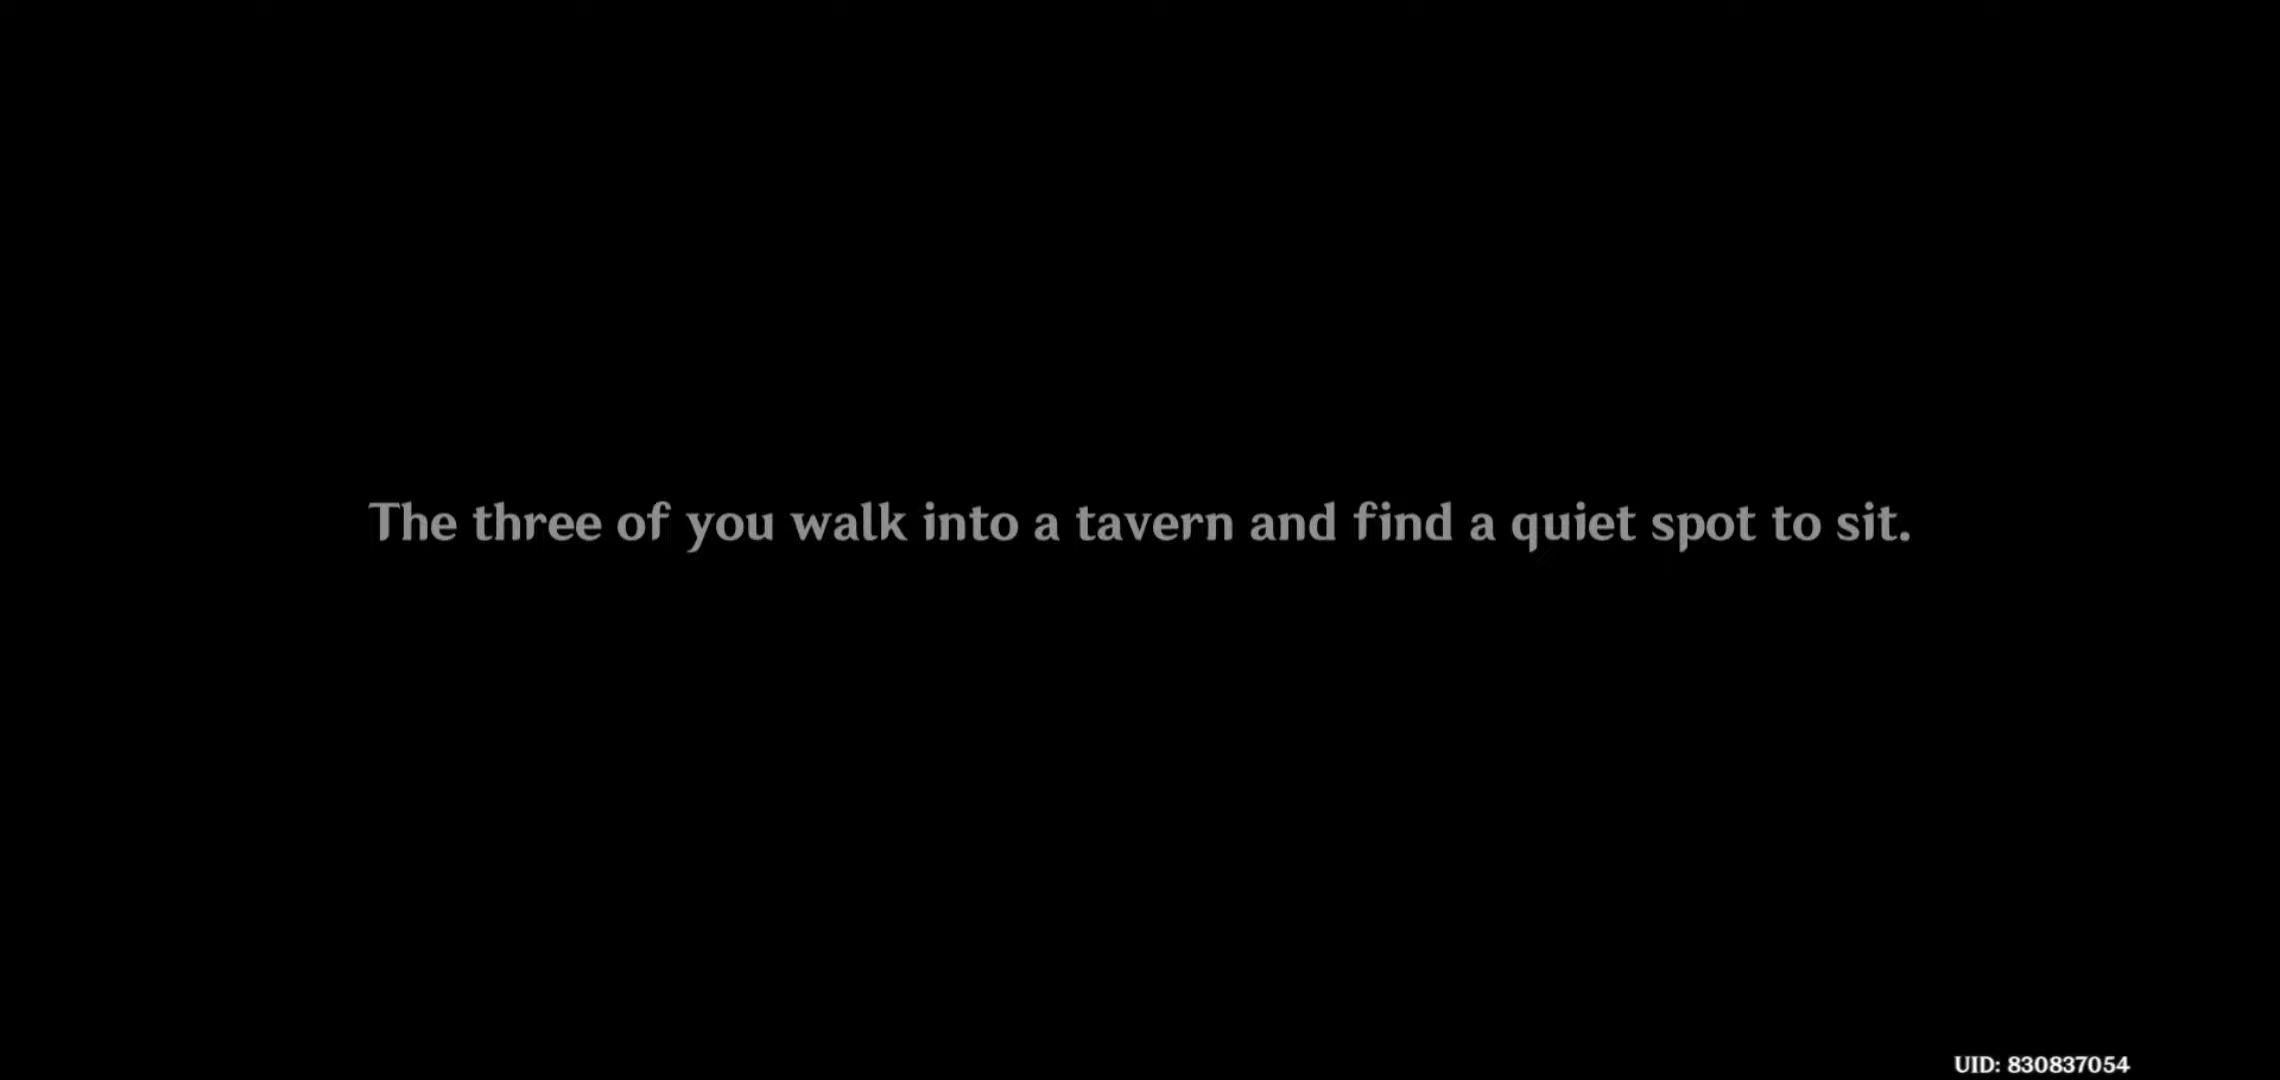 The three of you walk into a tavern and find a quiet spot to sit.
UID: 830837054